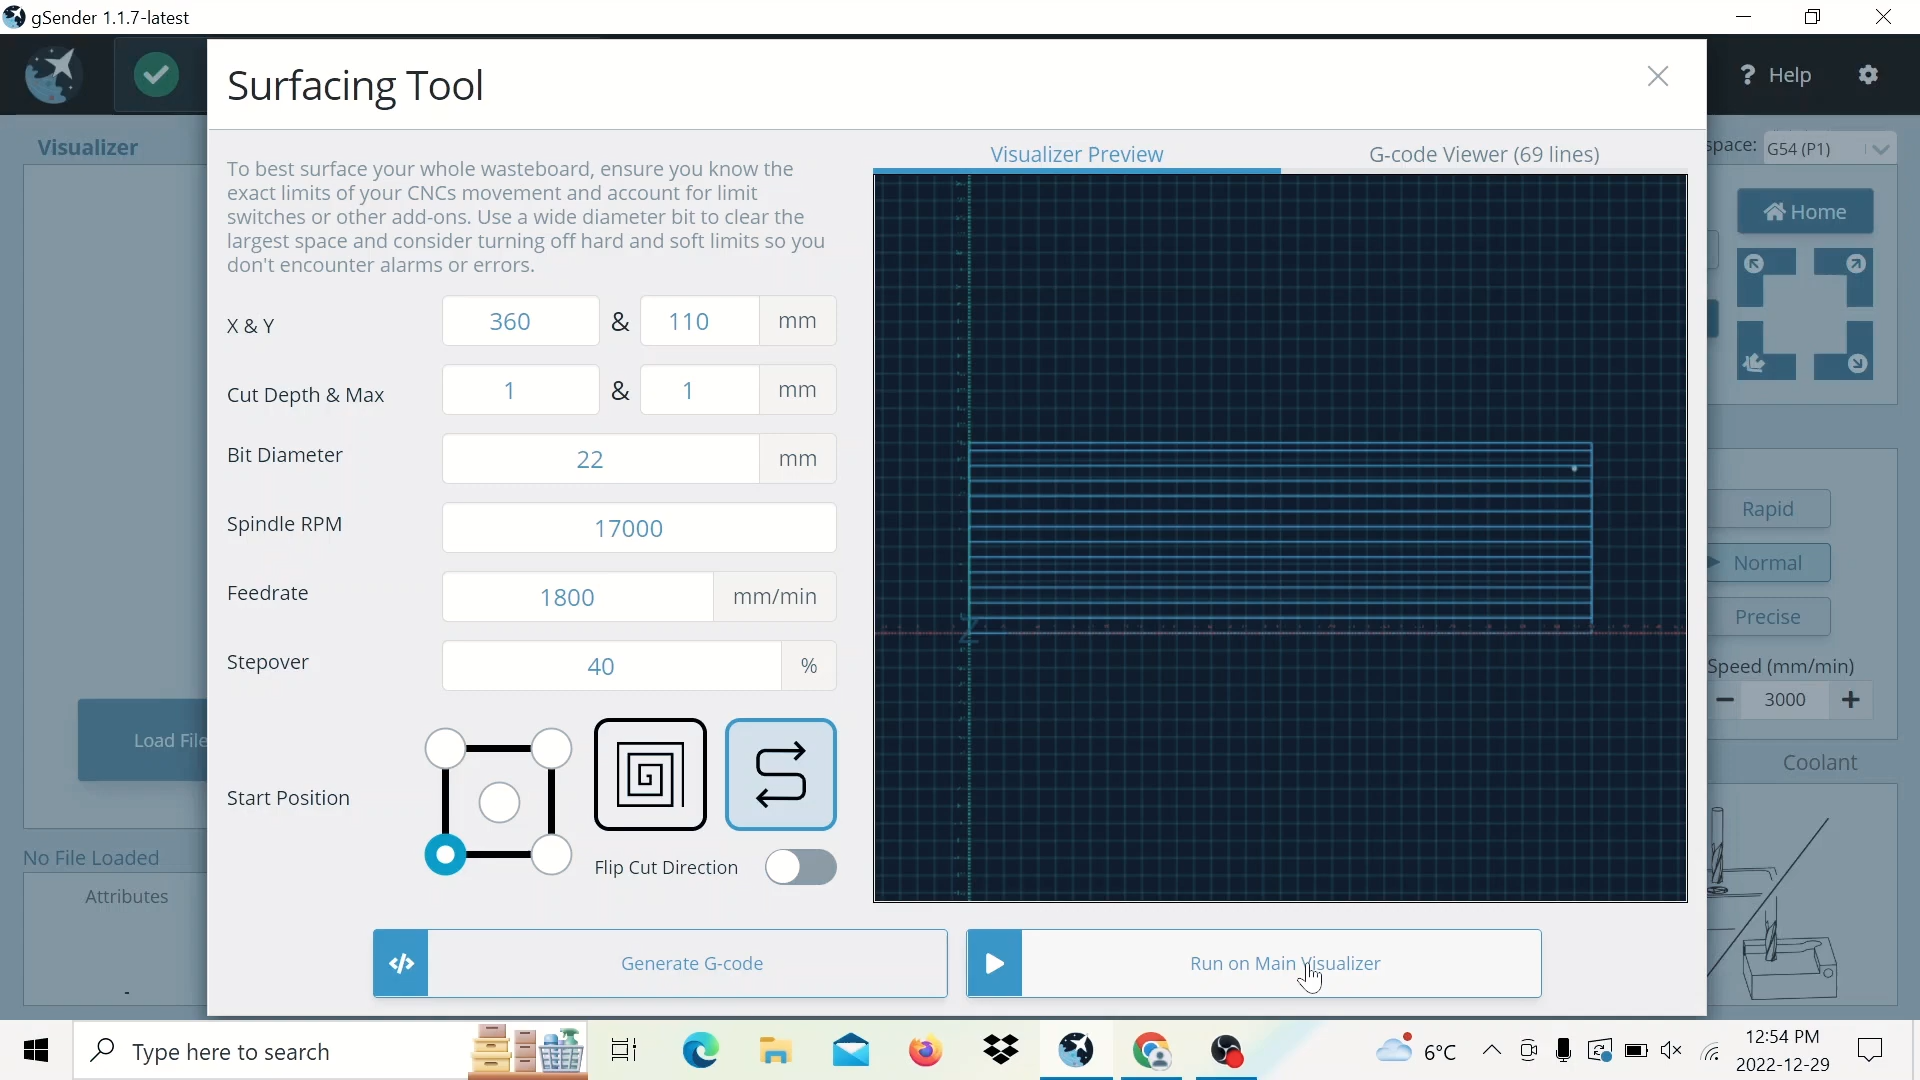 gSender 1.1.7-latest
Help
Surfacing Tool
Visualizer
To best surface your whole wasteboard, ensure you know the
exact limits of your CNCs movement and account for limit
switches or other add-ons. Use a wide diameter bit to clear the
largest space and consider turning off hard and soft limits so you
don't encounter alarms or errors.
X & Y
360
&
110
mm
Cut Depth & Max
1
&
1
mm
Bit Diameter
22
mm
Spindle RPM
17000
Feedrate
1800
mm/min
Stepover
40
%
Start Position
Flip Cut Direction
Visualizer Preview
G-code Viewer (69 lines)
Generate G-code
Run on Main Visualizer
space:
G54 (P1)
Home
Rapid
Normal
Precise
Speed (mm/min)
3000
Coolant
Load File
No File Loaded
Attributes
-
Type here to search
6°C
12:54 PM
2022-12-29